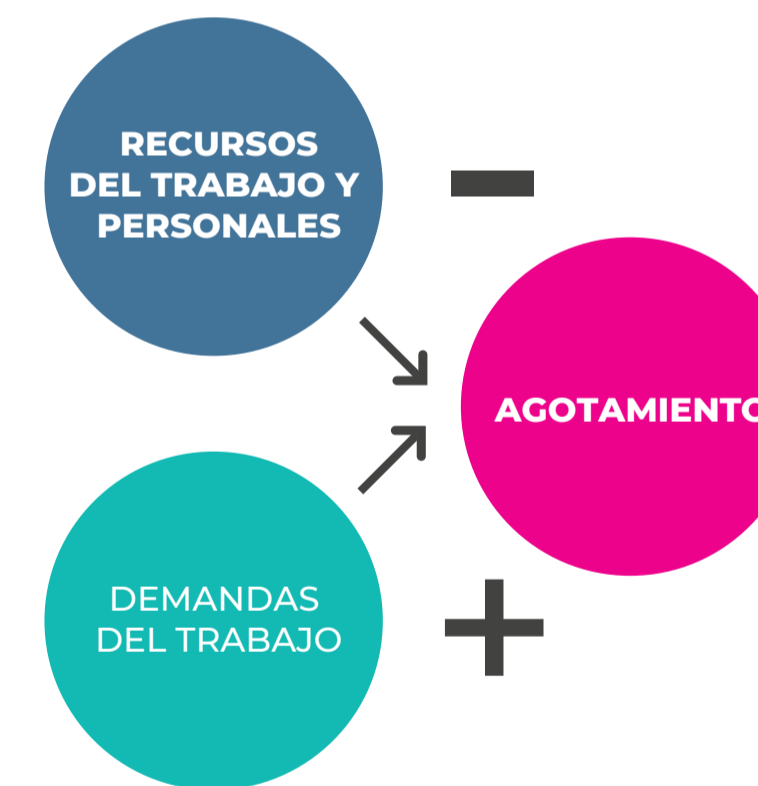 RECURSOS
DEL TRABAJO Y
PERSONALES
AGOTAMIENTO
DEMANDAS
DEL TRABAJO